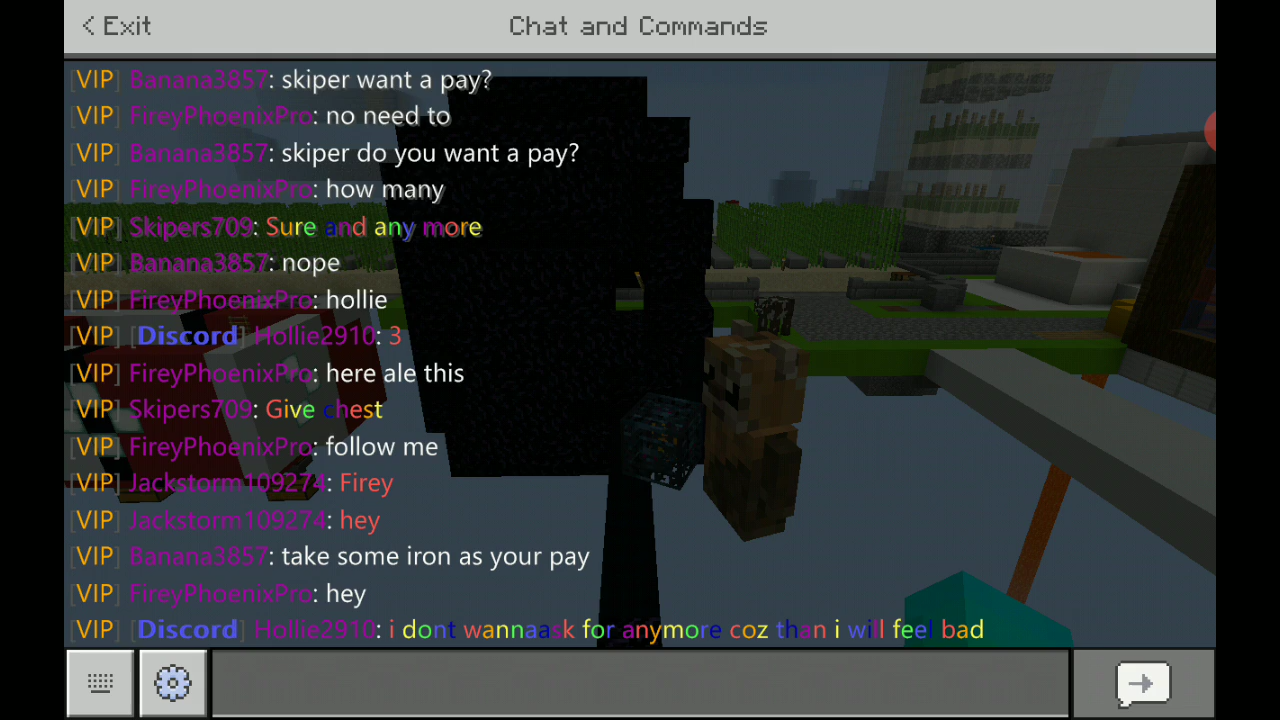 < Exit
Chat and Commands
[VIP] Banana3857: skiper want a pay?
[VIP] FireyPhoenixPro: no need to
[VIP] Banana3857: skiper do you want a pay?
[VIP] FireyPhoenixPro: how many
[VIP] Skipers709: Sure and any more
[VIP] Banana3857: nope
[VIP] FireyPhoenixPro: hollie
[VIP] [Discord] Hollie2910: 3
[VIP] FireyPhoenixPro: here ale this
[VIP] Skipers709: Give chest
[VIP] FireyPhoenixPro: follow me
[VIP] Jackstorm109274: Firey
[VIP] Jackstorm109274: hey
[VIP] Banana3857: take some iron as your pay
[VIP] FireyPhoenixPro: hey
[VIP] [Discord] Hollie2910: i dont wannaask for anymore coz than i will feel bad